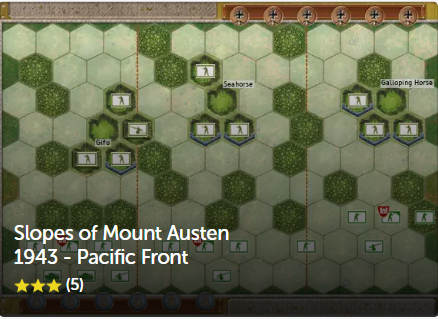 Seahorse
Galloping Horse
Gifu
Slopes of Mount Austen
1943 - Pacific Front
(5)